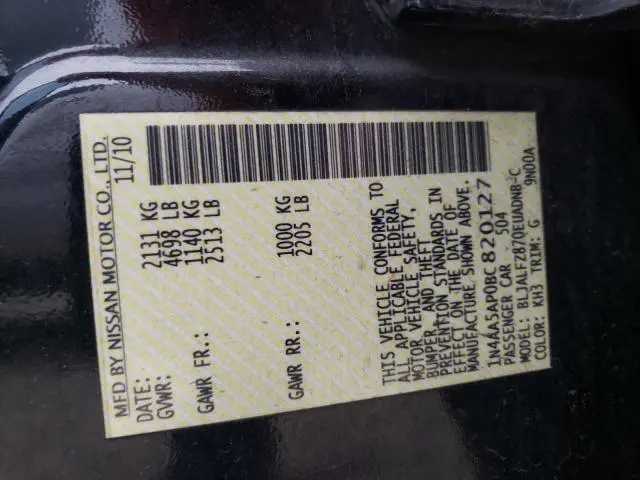 MFD BY NISSAN MOTOR CO., LTD.
DATE: 11/10
GVWR: 2131 KG
4698 LB
GAWR FR.: 1140 KG
2513 LB
GAWR RR.: 1000 KG
2205 LB
THIS VEHICLE CONFORMS TO
ALL APPLICABLE FEDERAL
MOTOR VEHICLE SAFETY,
BUMPER, AND THEFT
PREVENTION STANDARDS IN
EFFECT ON THE DATE OF
MANUFACTURE SHOWN ABOVE.
1N4AA5AP0BC820127
PASSENGER CAR 504
MODEL: BLJALFZB70EUADNB-C
COLOR: KH3 TRIM: G 9N00A